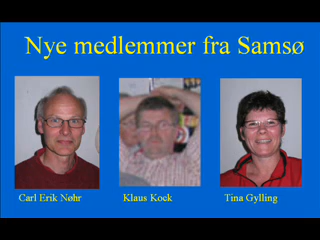 Nye medlemmer fra Samsø
Carl Erik Nøhr
Klaus Kock
Tina Gylling